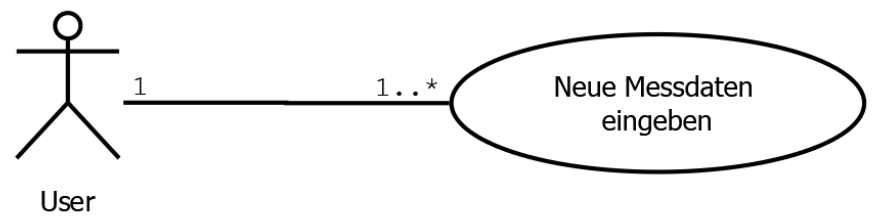 1 1..*
Neue Messdaten
eingeben
User